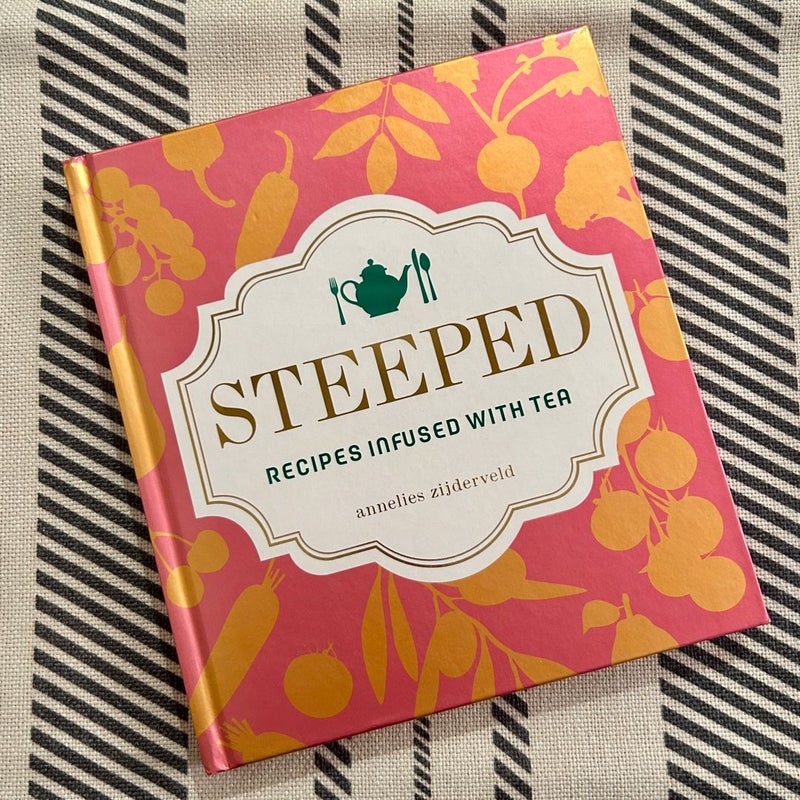 STEEPED
RECIPES INFUSED WITH TEA
annelies zijderveld